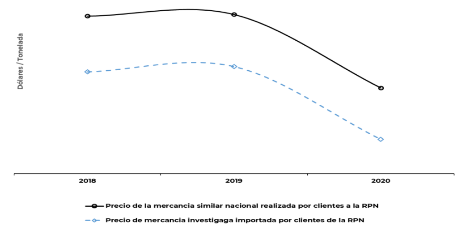 Dólares / Tonelada
2018 2019 2020
Precio de la mercancia similar nacional realizada por clientes a la RPN
Precio de mercancia investigaga importada por clientes de la RPN